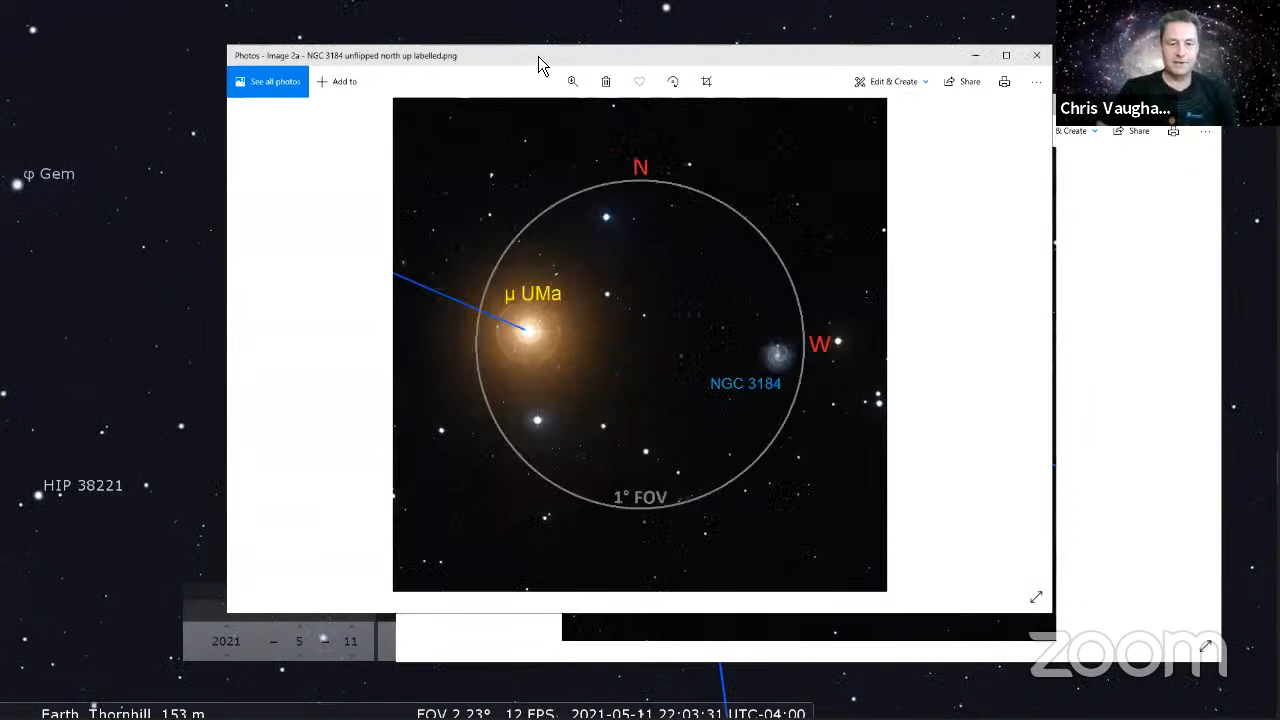 Photos - Image 2a - NGC 3184 unflipped north up labelled.png
See all photos
Add to
Edit & Create
Share
Chris Vaugha...
& Create
Share
φ Gem
N
μ UMa
W
NGC 3184
HIP 38221
1° FOV
2021 – 5 – 11
zoom
Earth, Thornhill, 153 m
FOV 2.23° 12 FPS 2021-05-11 22:03:31 UTC-04:00